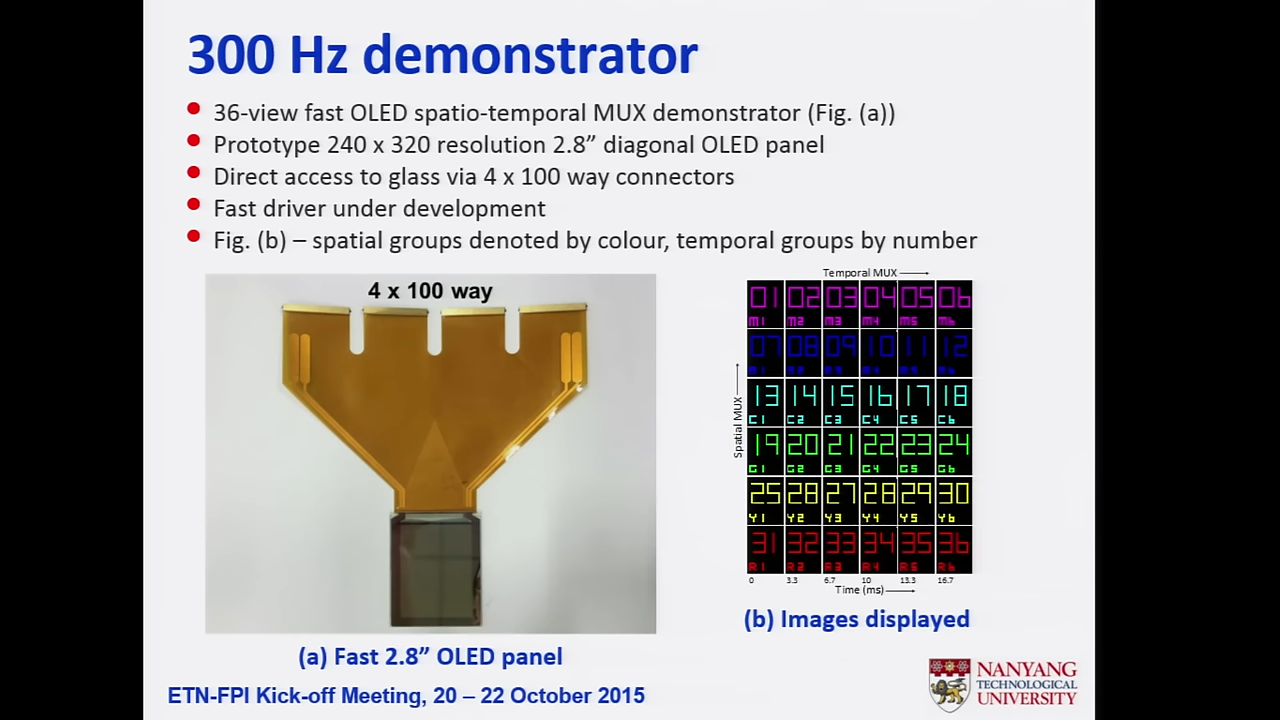 300 Hz demonstrator
36-view fast OLED spatio-temporal MUX demonstrator (Fig. (a))
Prototype 240 x 320 resolution 2.8” diagonal OLED panel
Direct access to glass via 4 x 100 way connectors
Fast driver under development
Fig. (b) – spatial groups denoted by colour, temporal groups by number
4 x 100 way
(a) Fast 2.8” OLED panel
Temporal MUX
Spatial MUX
01 02 03 04 05 06
M1 M2 M3 M4 M5 M6
07 08 09 10 11 12
13 14 15 16 17 18
C1 C2 C3 C4 C5 C6
19 20 21 22 23 24
G1 G2 G3 G4 G5 G6
25 28 27 28 29 30
Y1 Y2 Y3 Y4 Y5 Y6
31 32 33 34 35 36
R1 R2 R3 R4 R5 R6
0 3.3 6.7 10 13.3 16.7
Time (ms)
(b) Images displayed
ETN-FPI Kick-off Meeting, 20 – 22 October 2015
NANYANG
TECHNOLOGICAL
UNIVERSITY